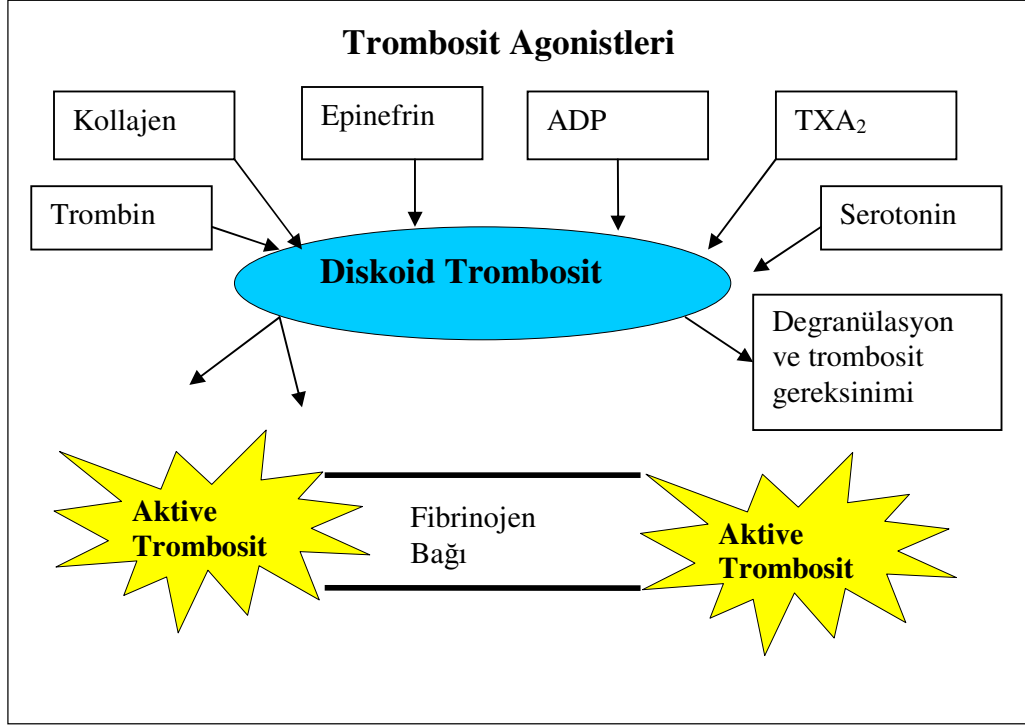 Trombosit Agonistleri
Kollajen
Epinefrin
ADP
TXA₂
Trombin
Serotonin
Diskoid Trombosit
Degranülasyon
ve trombosit
gereksinimi
Aktive
Trombosit
Fibrinojen
Bağı
Aktive
Trombosit